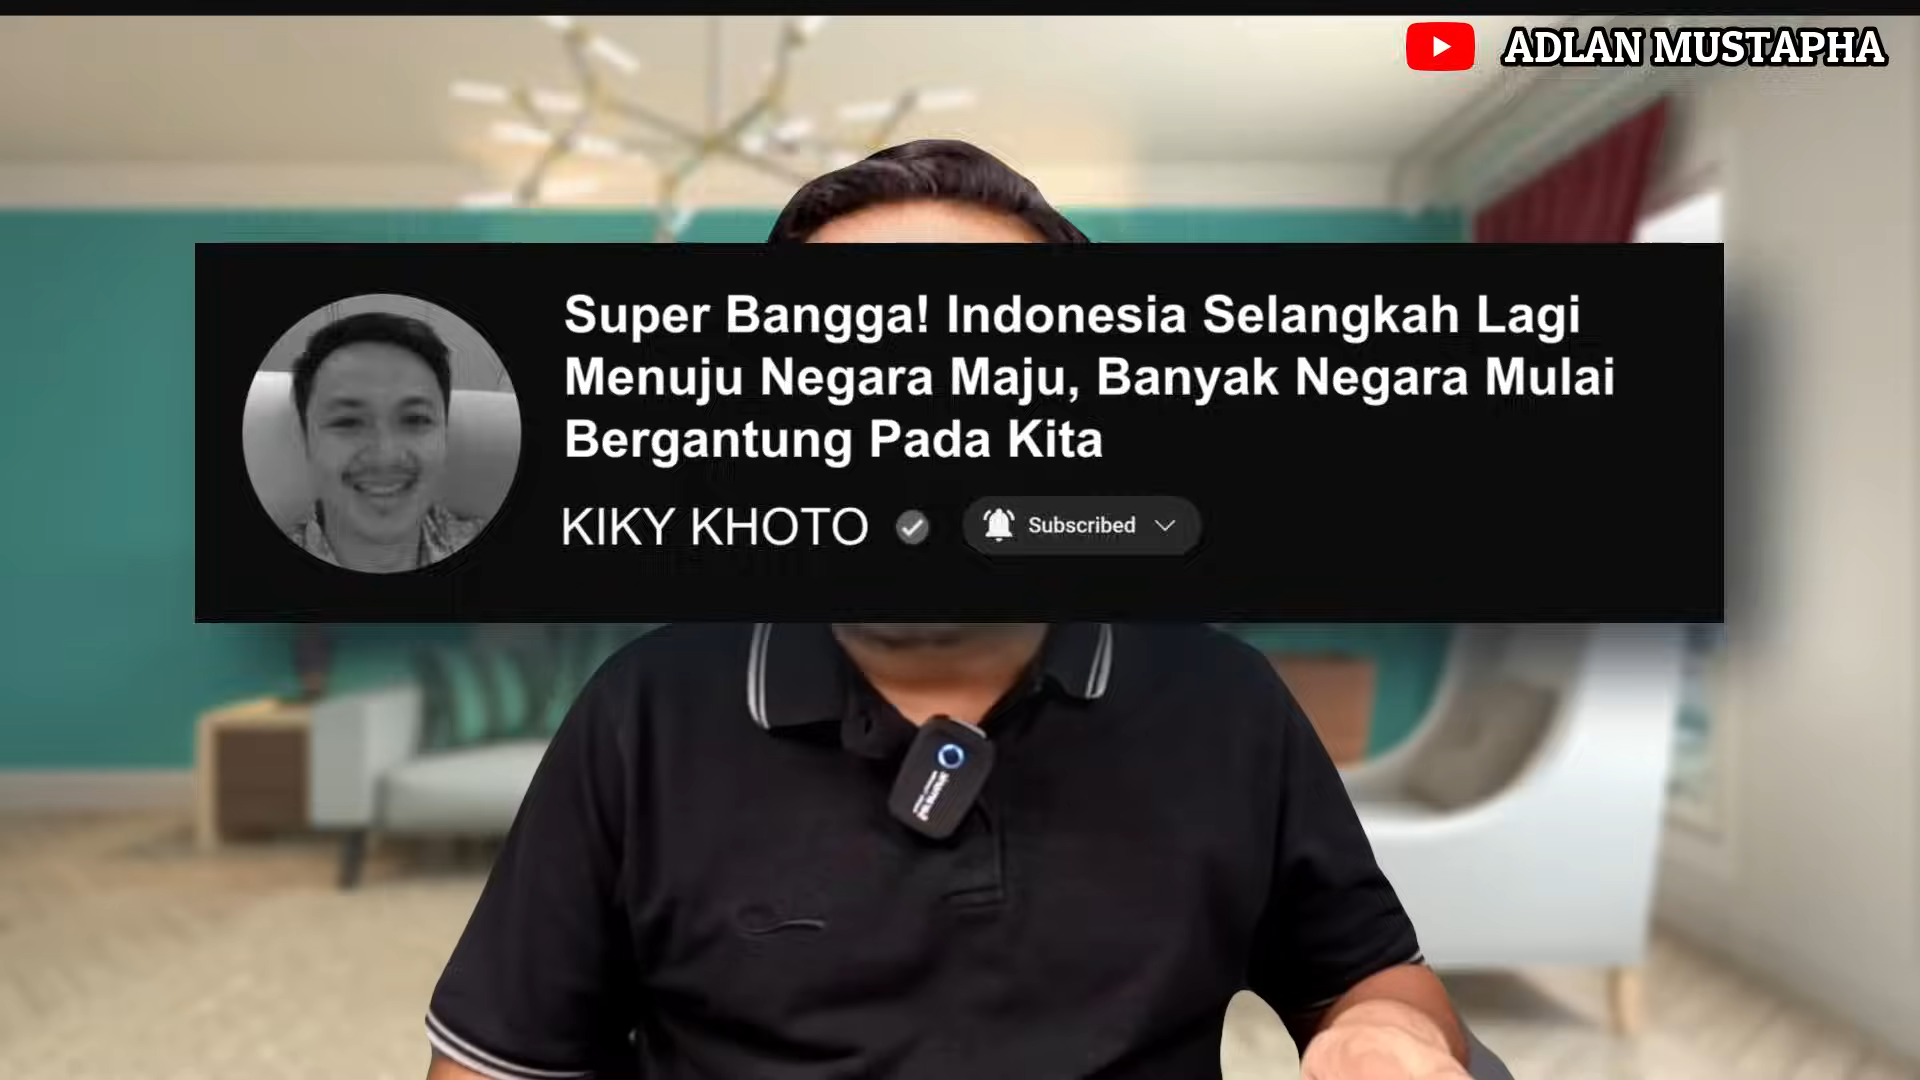 ADLAN MUSTAPHA
Super Bangga! Indonesia Selangkah Lagi
Menuju Negara Maju, Banyak Negara Mulai
Bergantung Pada Kita
KIKY KHOTO
Subscribed